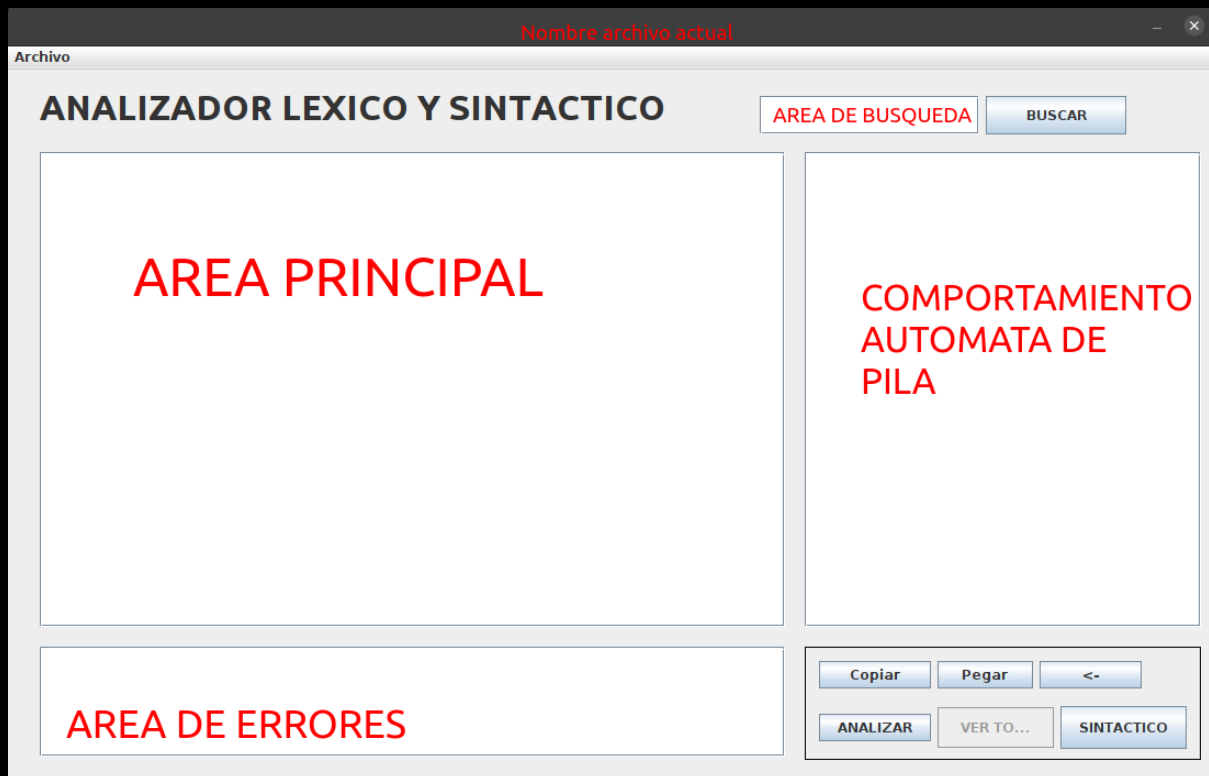 Nombre archivo actual
Archivo
ANALIZADOR LEXICO Y SINTACTICO
AREA DE BUSQUEDA
BUSCAR
AREA PRINCIPAL
COMPORTAMIENTO
AUTOMATA DE
PILA
AREA DE ERRORES
Copiar
Pegar
<-
ANALIZAR
VER TO...
SINTACTICO